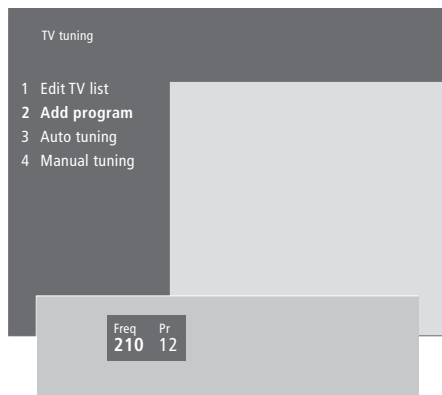 TV tuning
1 Edit TV list
2 Add program
3 Auto tuning
4 Manual tuning
Freq Pr
210 12